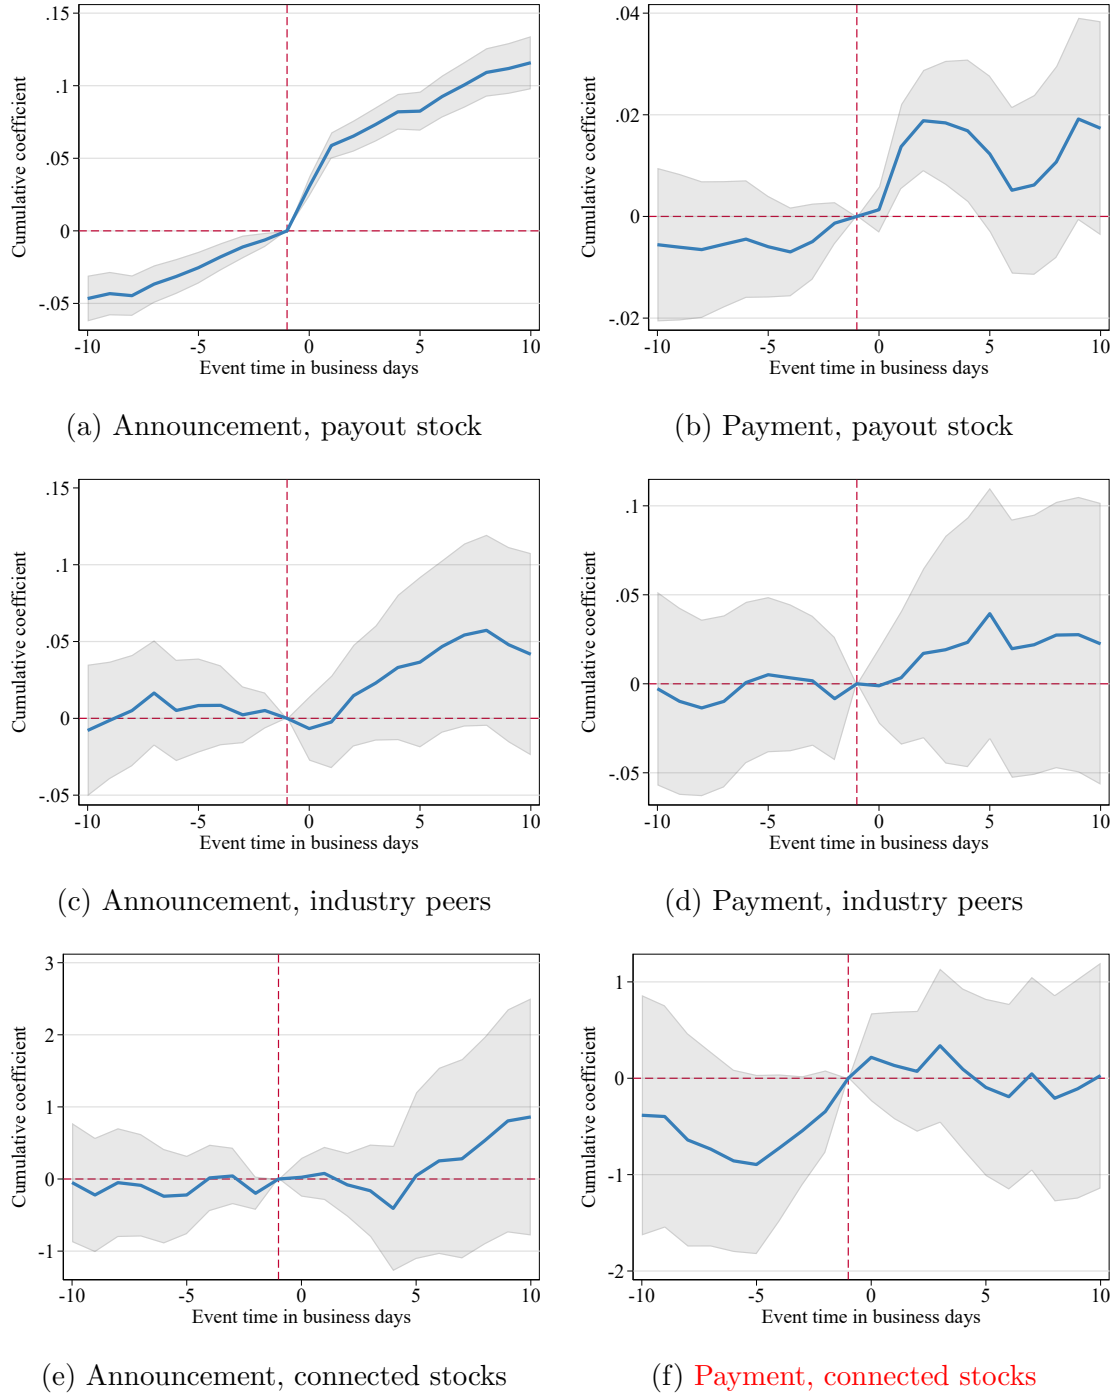 .15
.1
.05
0
-.05
Cumulative coefficient
-10 -5 0 5 10
Event time in business days
(a) Announcement, payout stock
.04
.02
0
-.02
Cumulative coefficient
-10 -5 0 5 10
Event time in business days
(b) Payment, payout stock
.15
.1
.05
0
-.05
Cumulative coefficient
-10 -5 0 5 10
Event time in business days
(c) Announcement, industry peers
.1
.05
0
-.05
Cumulative coefficient
-10 -5 0 5 10
Event time in business days
(d) Payment, industry peers
3
2
1
0
-1
Cumulative coefficient
-10 -5 0 5 10
Event time in business days
(e) Announcement, connected stocks
1
0
-1
-2
Cumulative coefficient
-10 -5 0 5 10
Event time in business days
(f) Payment, connected stocks